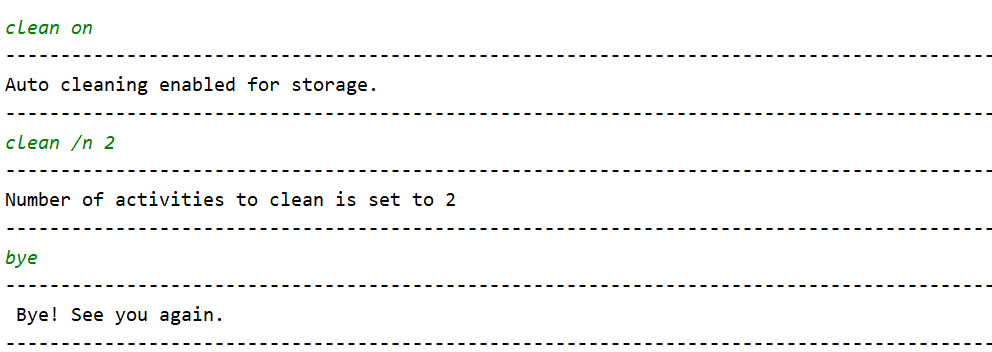 clean on
------------------------------------------------------------------------------------------
Auto cleaning enabled for storage.
------------------------------------------------------------------------------------------
clean /n 2
------------------------------------------------------------------------------------------
Number of activities to clean is set to 2
------------------------------------------------------------------------------------------
bye
------------------------------------------------------------------------------------------
 Bye! See you again.
------------------------------------------------------------------------------------------